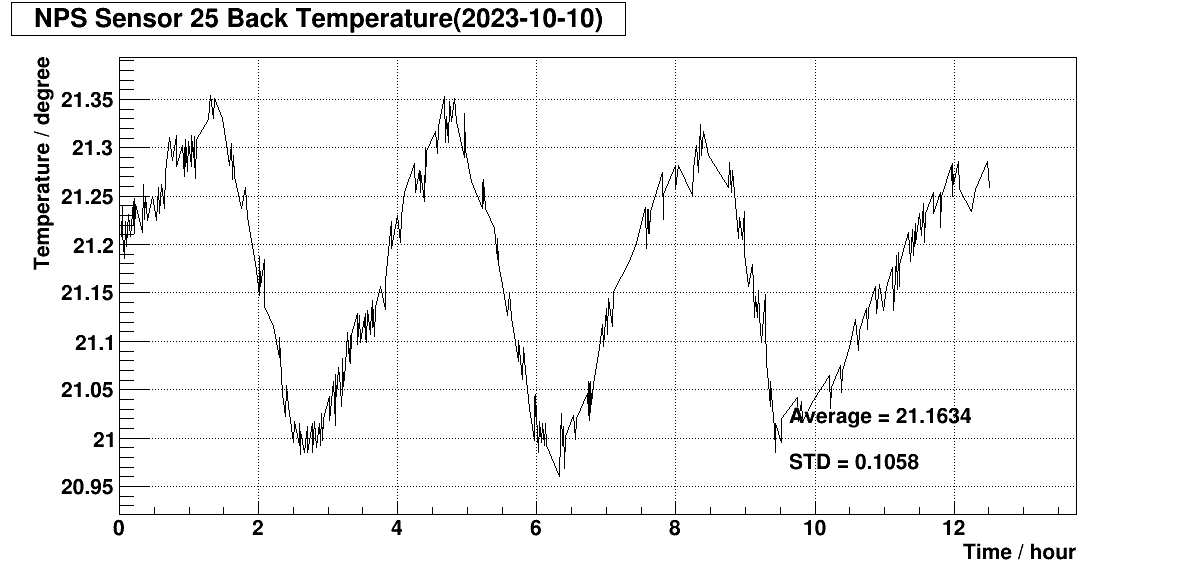 NPS Sensor 25 Back Temperature(2023-10-10)
Temperature / degree
21.35
21.3
21.25
21.2
21.15
21.1
21.05
21
20.95
Average = 21.1634
STD = 0.1058
0 2 4 6 8 10 12
Time / hour